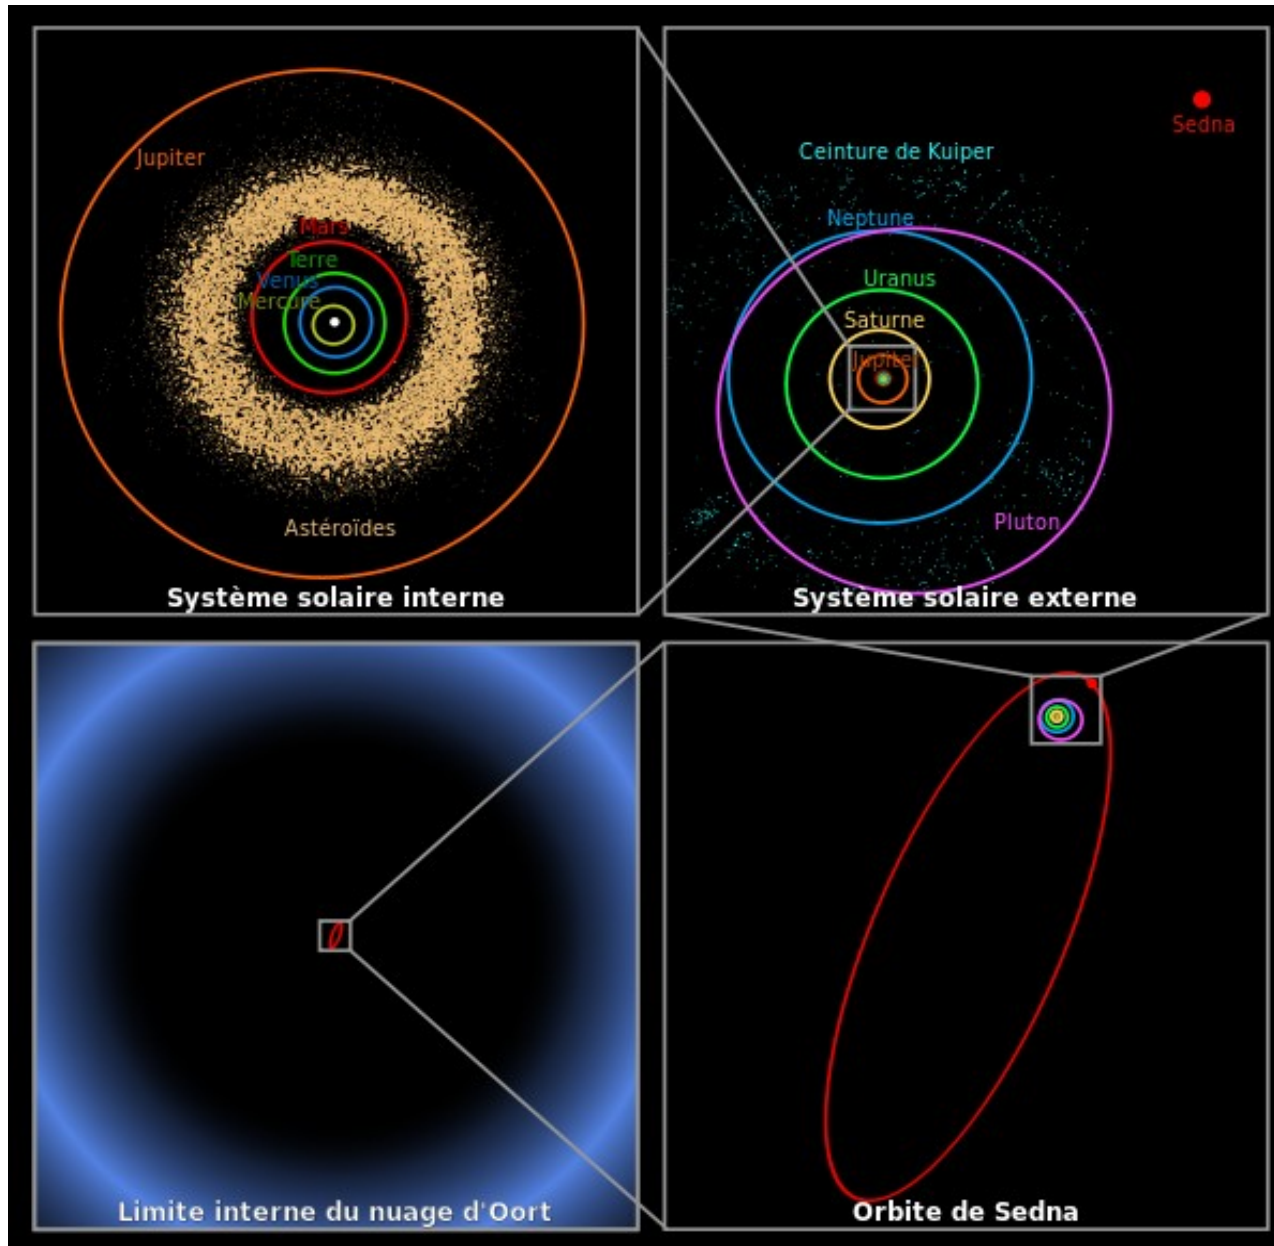 Jupiter
Mars
Terre
Venus
Mercure
Astéroïdes
Système solaire interne
Sedna
Ceinture de Kuiper
Neptune
Uranus
Saturne
Jupiter
Pluton
Système solaire externe
Limite interne du nuage d'Oort
Orbite de Sedna